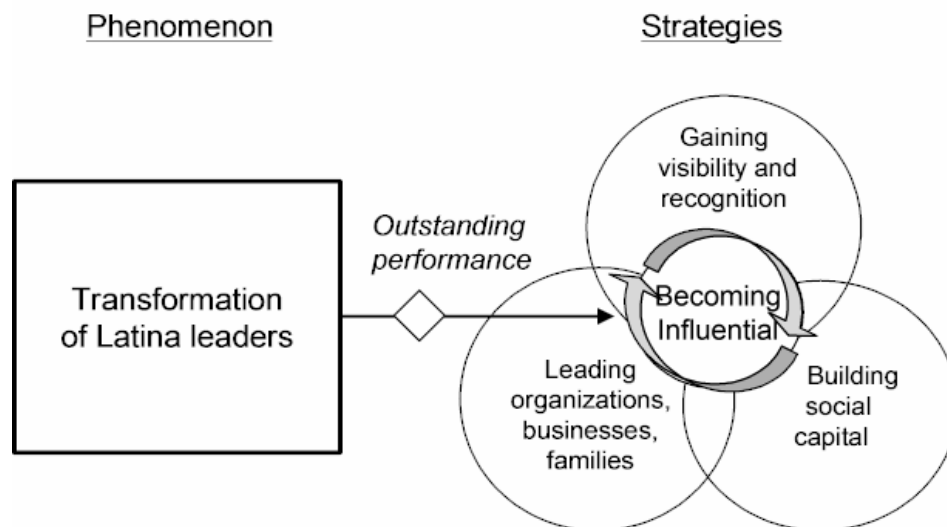 Phenomenon
Strategies
Transformation
of Latina leaders
Outstanding
performance
Gaining
visibility and
recognition
Becoming
Influential
Leading
organizations,
businesses,
families
Building
social
capital